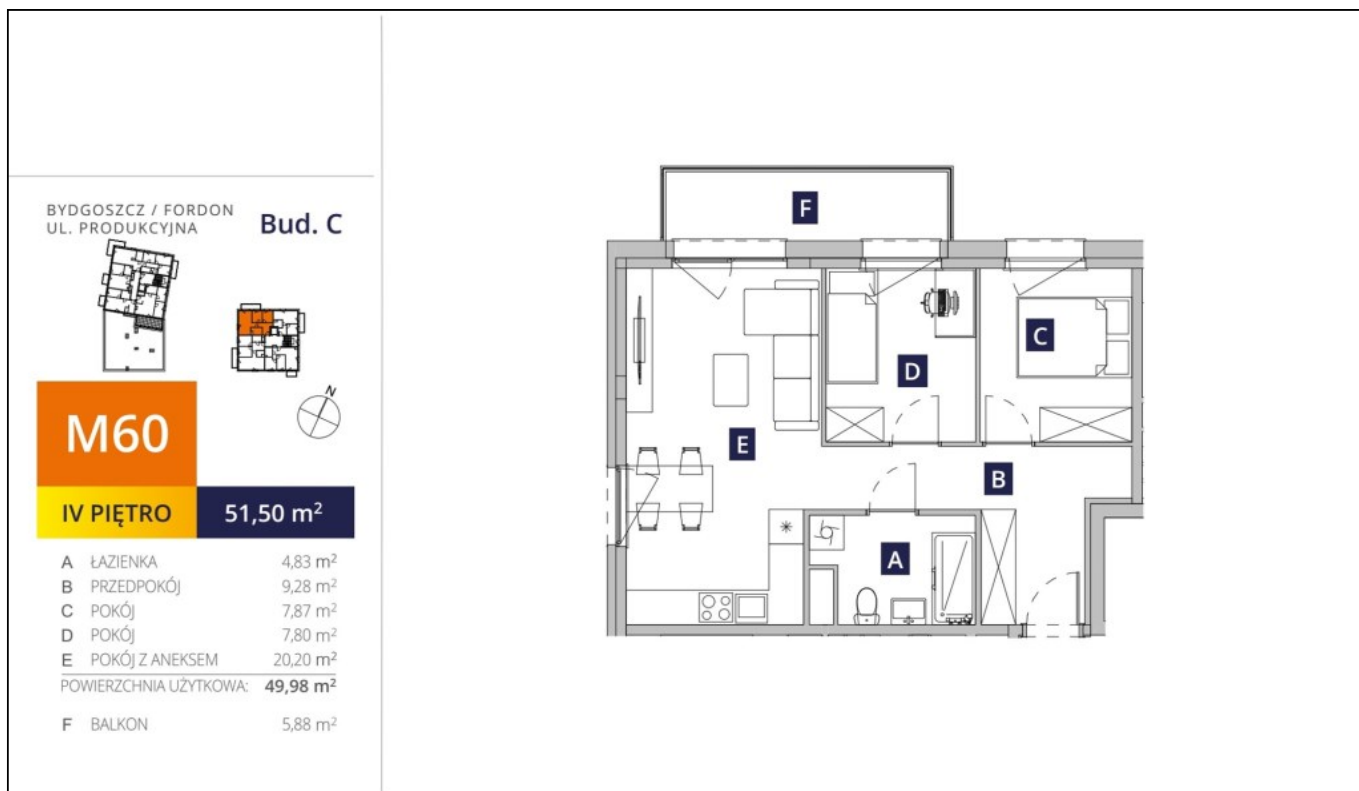 BYDGOSZCZ / FORDON
UL. PRODUKCYJNA
Bud. C
N
M60
IV PIĘTRO 51,50 m²
A ŁAZIENKA 4,83 m²
B PRZEDPOKÓJ 9,28 m²
C POKÓJ 7,87 m²
D POKÓJ 7,80 m²
E POKÓJ Z ANEKSEM 20,20 m²
POWIERZCHNIA UŻYTKOWA: 49,98 m²
F BALKON 5,88 m²
F
C
D
E
B
A